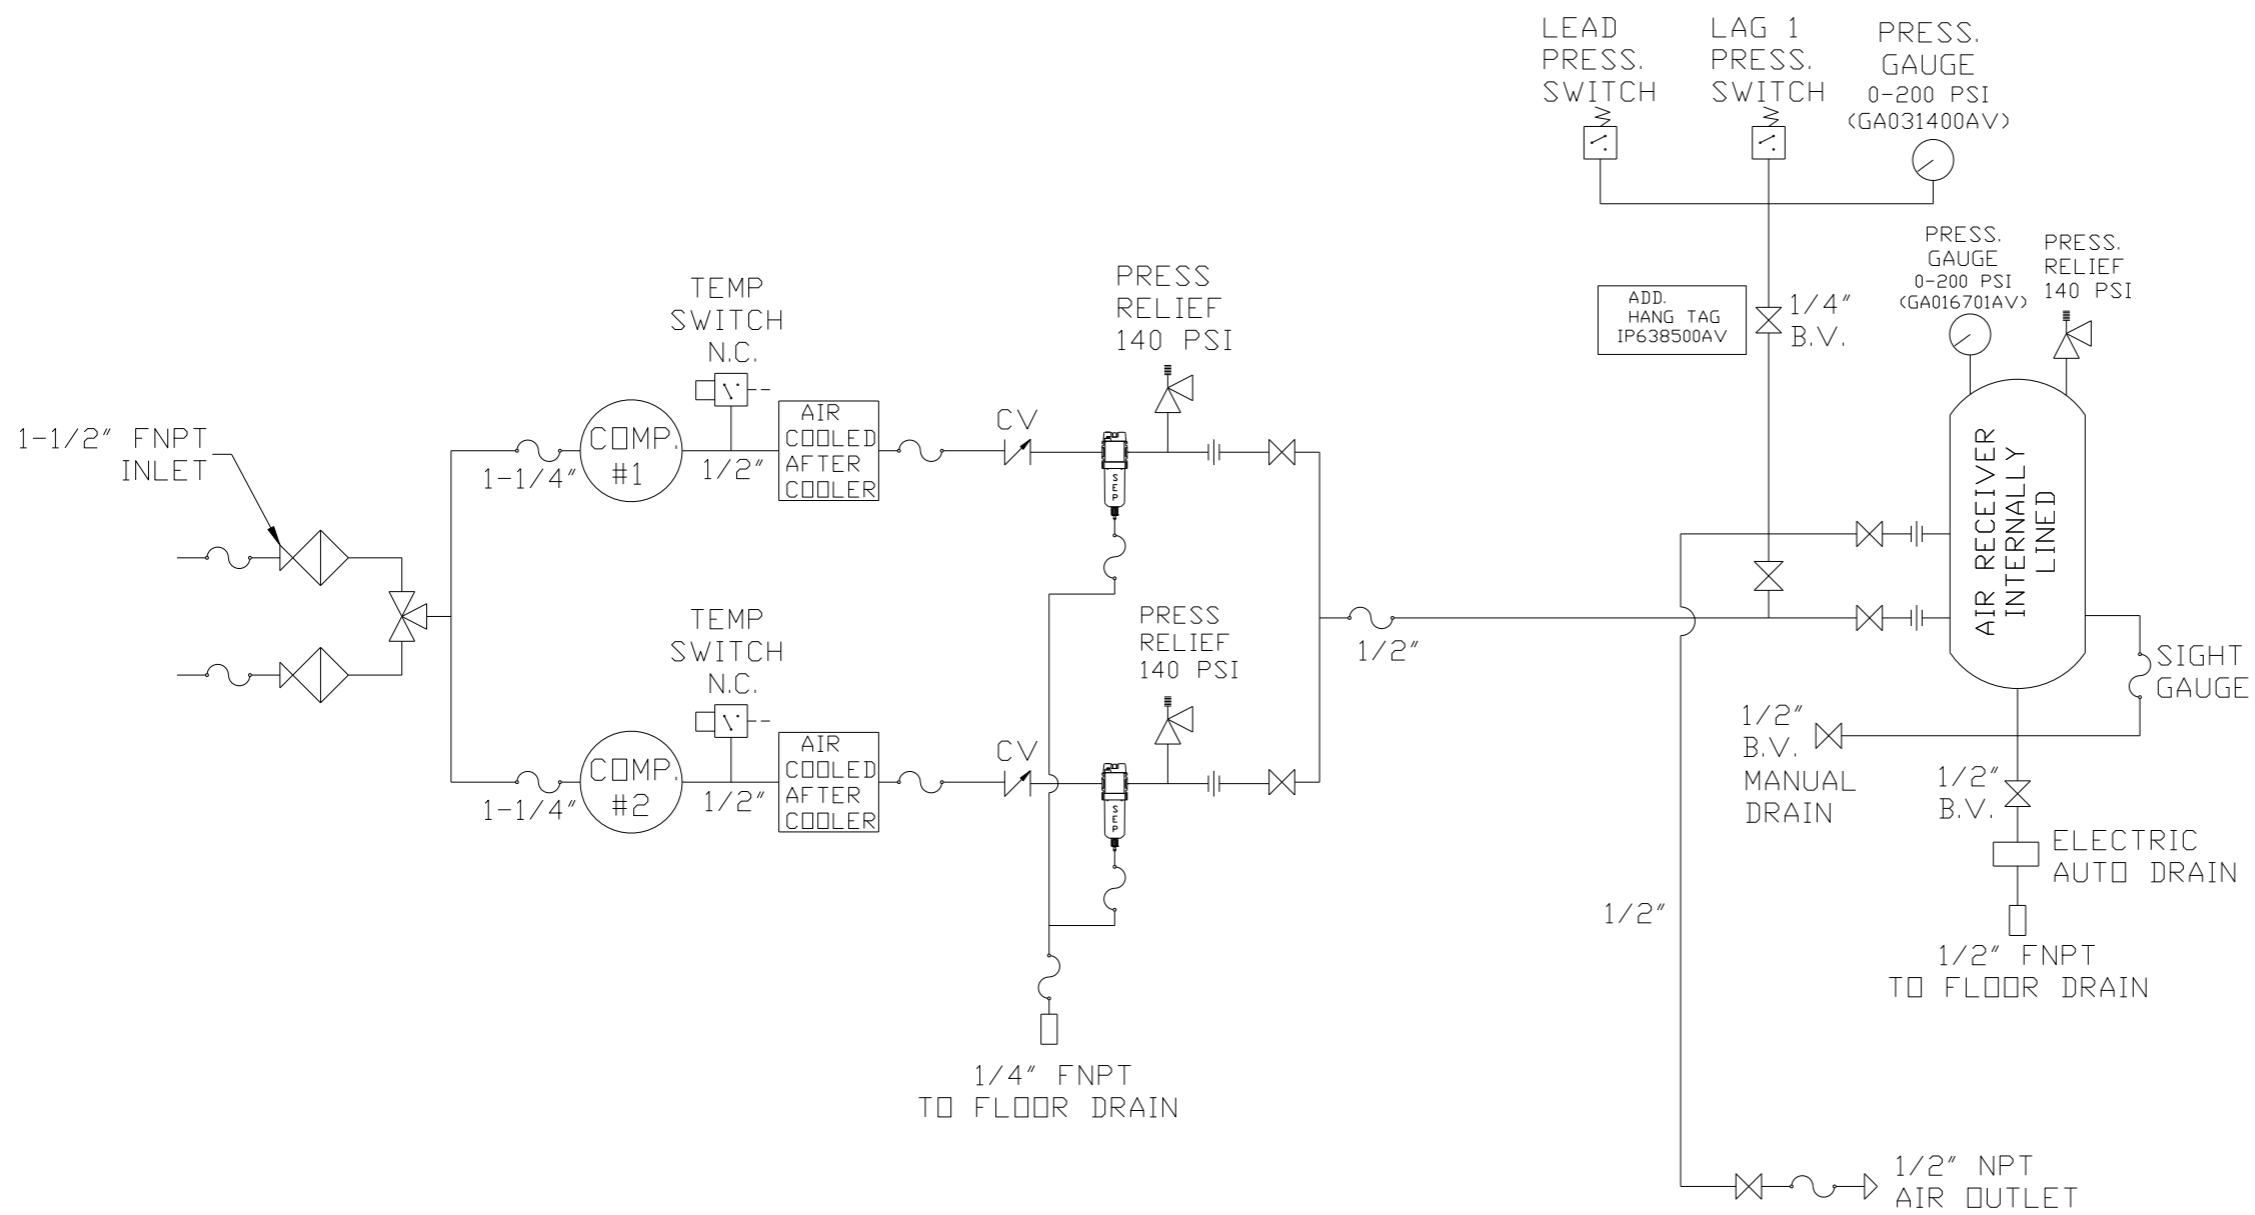 LEAD
PRESS.
SWITCH
LAG 1
PRESS.
SWITCH
PRESS.
GAUGE
0-200 PSI
(GA031400AV)
PRESS.
GAUGE
0-200 PSI
(GA016701AV)
PRESS.
RELIEF
140 PSI
ADD.
HANG TAG
IP638500AV
1/4"
B.V.
TEMP
SWITCH
N.C.
PRESS
RELIEF
140 PSI
1-1/2" FNPT
INLET
1-1/4"
COMP.
#1
1/2"
AIR
COOLED
AFTER
COOLER
CV
SEP
AIR RECEIVER
INTERNALLY
LINED
TEMP
SWITCH
N.C.
PRESS
RELIEF
140 PSI
1/2"
SIGHT
GAUGE
1-1/4"
COMP.
#2
1/2"
AIR
COOLED
AFTER
COOLER
CV
SEP
1/2"
B.V.
MANUAL
DRAIN
1/2"
B.V.
ELECTRIC
AUTO DRAIN
1/2"
1/2" FNPT
TO FLOOR DRAIN
1/4" FNPT
TO FLOOR DRAIN
1/2" NPT
AIR OUTLET